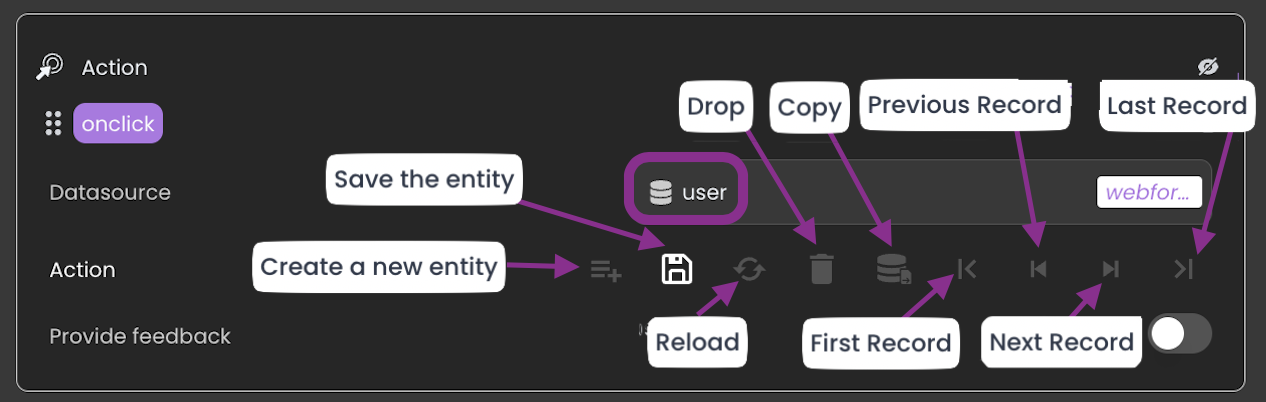 Action
onclick
Drop
Copy
Previous Record
Last Record
Datasource
Save the entity
user
webfor...
Action
Create a new entity
Provide feedback
Reload
First Record
Next Record